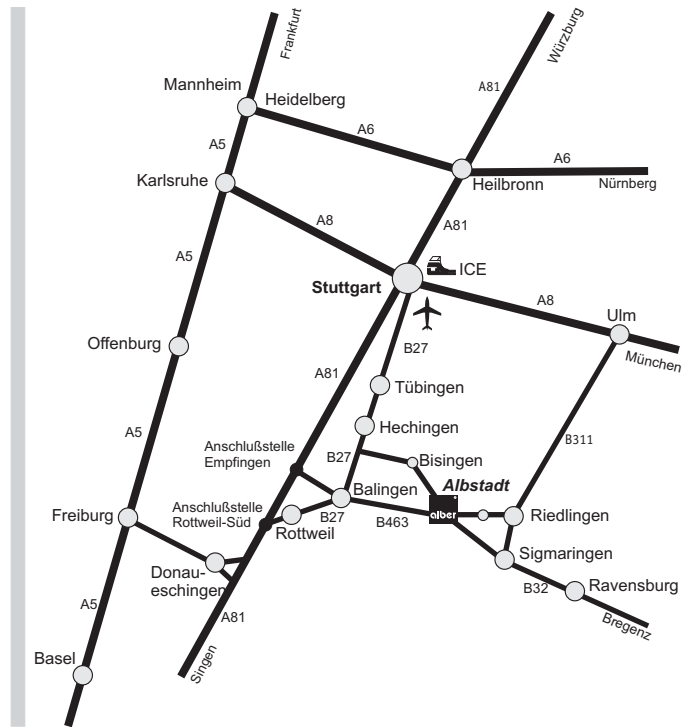 Frankfurt
Würzburg
Mannheim
Heidelberg
A81
A5
A6
A6
Karlsruhe
Heilbronn
Nürnberg
A8
A81
A5
ICE
Stuttgart
A8
Ulm
Offenburg
B27
München
A81
Tübingen
A5
Hechingen
B311
Anschlußstelle
Empfingen
B27
Bisingen
Balingen
Albstadt
Anschlußstelle
Rottweil-Süd
Freiburg
B27
B463
alber
Riedlingen
Rottweil
Donau-
eschingen
Sigmaringen
A5
A81
B32
Ravensburg
Bregenz
Basel
Singen